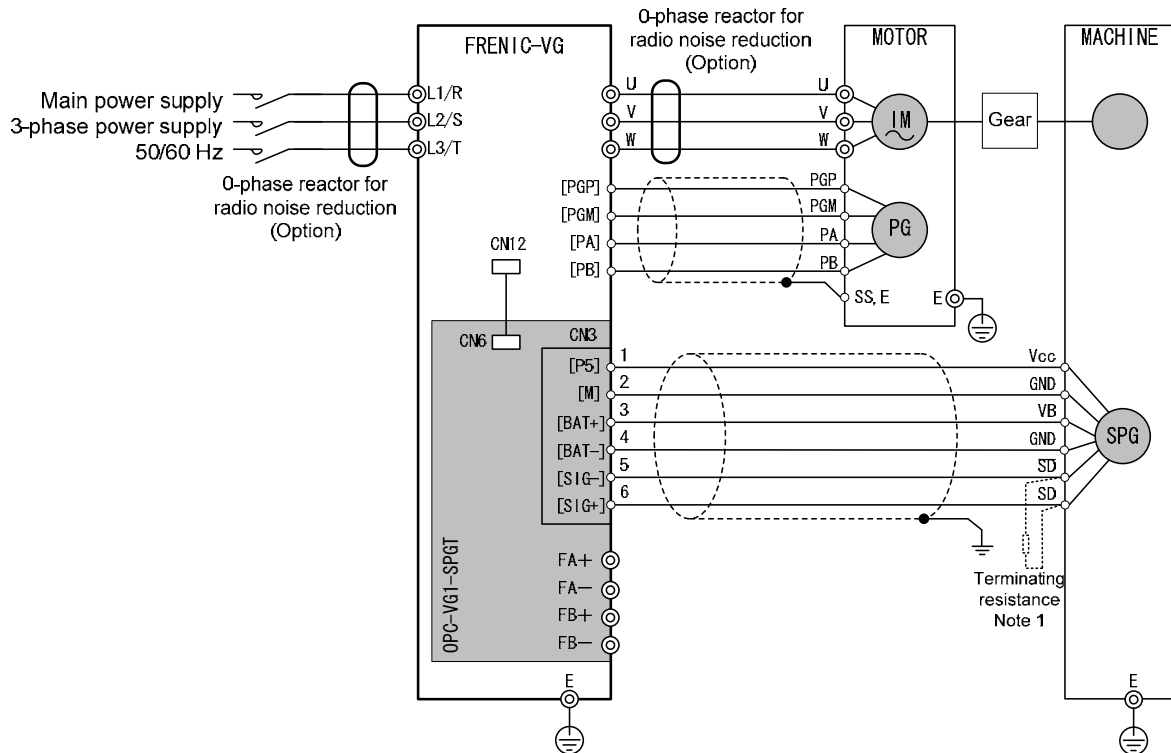 FRENIC-VG
0-phase reactor for
radio noise reduction
(Option)
MOTOR
MACHINE
Main power supply
3-phase power supply
50/60 Hz
0-phase reactor for
radio noise reduction
(Option)
L1/R
L2/S
L3/T
U
V
W
U
V
W
IM
Gear
[PGP]
[PGM]
[PA]
[PB]
PGP
PGM
PA
PB
PG
SS,E
E
CN12
CN6
CN3
[P5]
1
[M]
2
[BAT+]
3
[BAT-]
4
[SIG-]
5
[SIG+]
6
Vcc
GND
VB
GND
S̅D̅
SD
SPG
OPC-VG1-SPGT
FA+
FA-
FB+
FB-
Terminating
resistance
Note 1
E
E